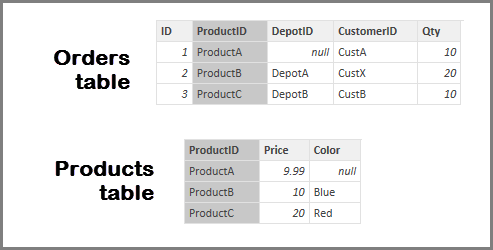 Orders
table
ID ProductID DepotID CustomerID Qty
1 ProductA null CustA 10
2 ProductB DepotA CustX 20
3 ProductC DepotB CustB 10
Products
table
ProductID Price Color
ProductA 9.99 null
ProductB 10 Blue
ProductC 20 Red